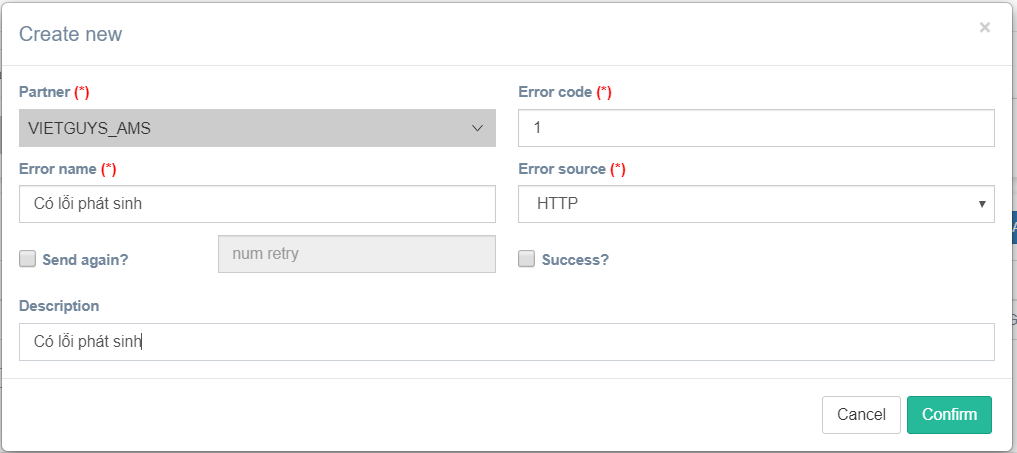 Create new
×
Partner (*)
Error code (*)
VIETGUYS_AMS
1
Error name (*)
Error source (*)
Có lỗi phát sinh
HTTP
Send again?
num retry
Success?
Description
Có lỗi phát sinh
Cancel
Confirm